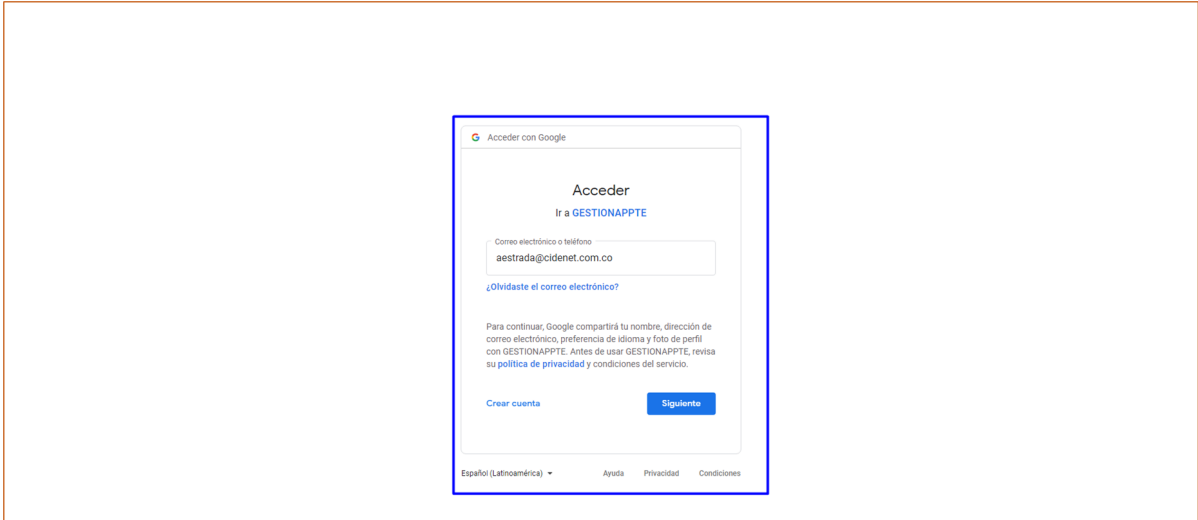 Acceder con Google
Acceder
Ir a GESTIONAPPTE
Correo electrónico o teléfono
aestrada@cidenet.com.co
¿Olvidaste el correo electrónico?
Para continuar, Google compartirá tu nombre, dirección de
correo electrónico, preferencia de idioma y foto de perfil
con GESTIONAPPTE. Antes de usar GESTIONAPPTE, revisa
su política de privacidad y condiciones del servicio.
Crear cuenta Siguiente
Español (Latinoamérica) Ayuda Privacidad Condiciones